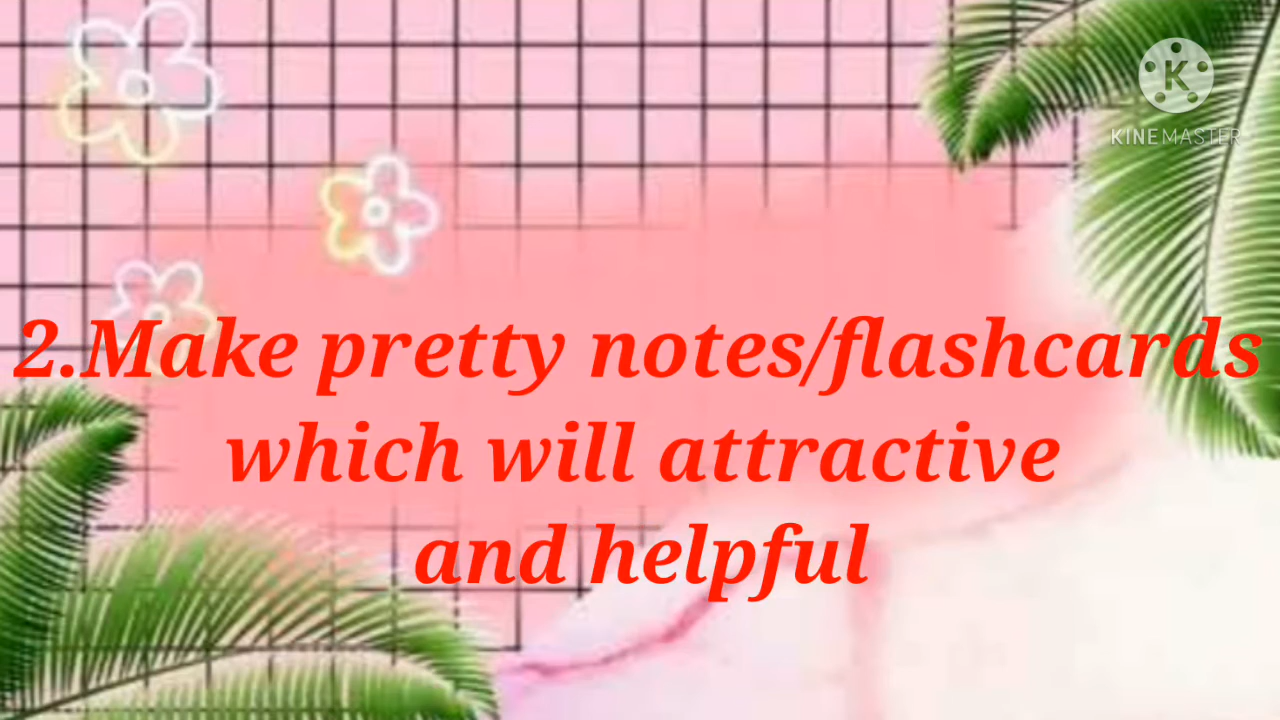 KINEMASTER
2.Make pretty notes/flashcards
which will attractive
and helpful